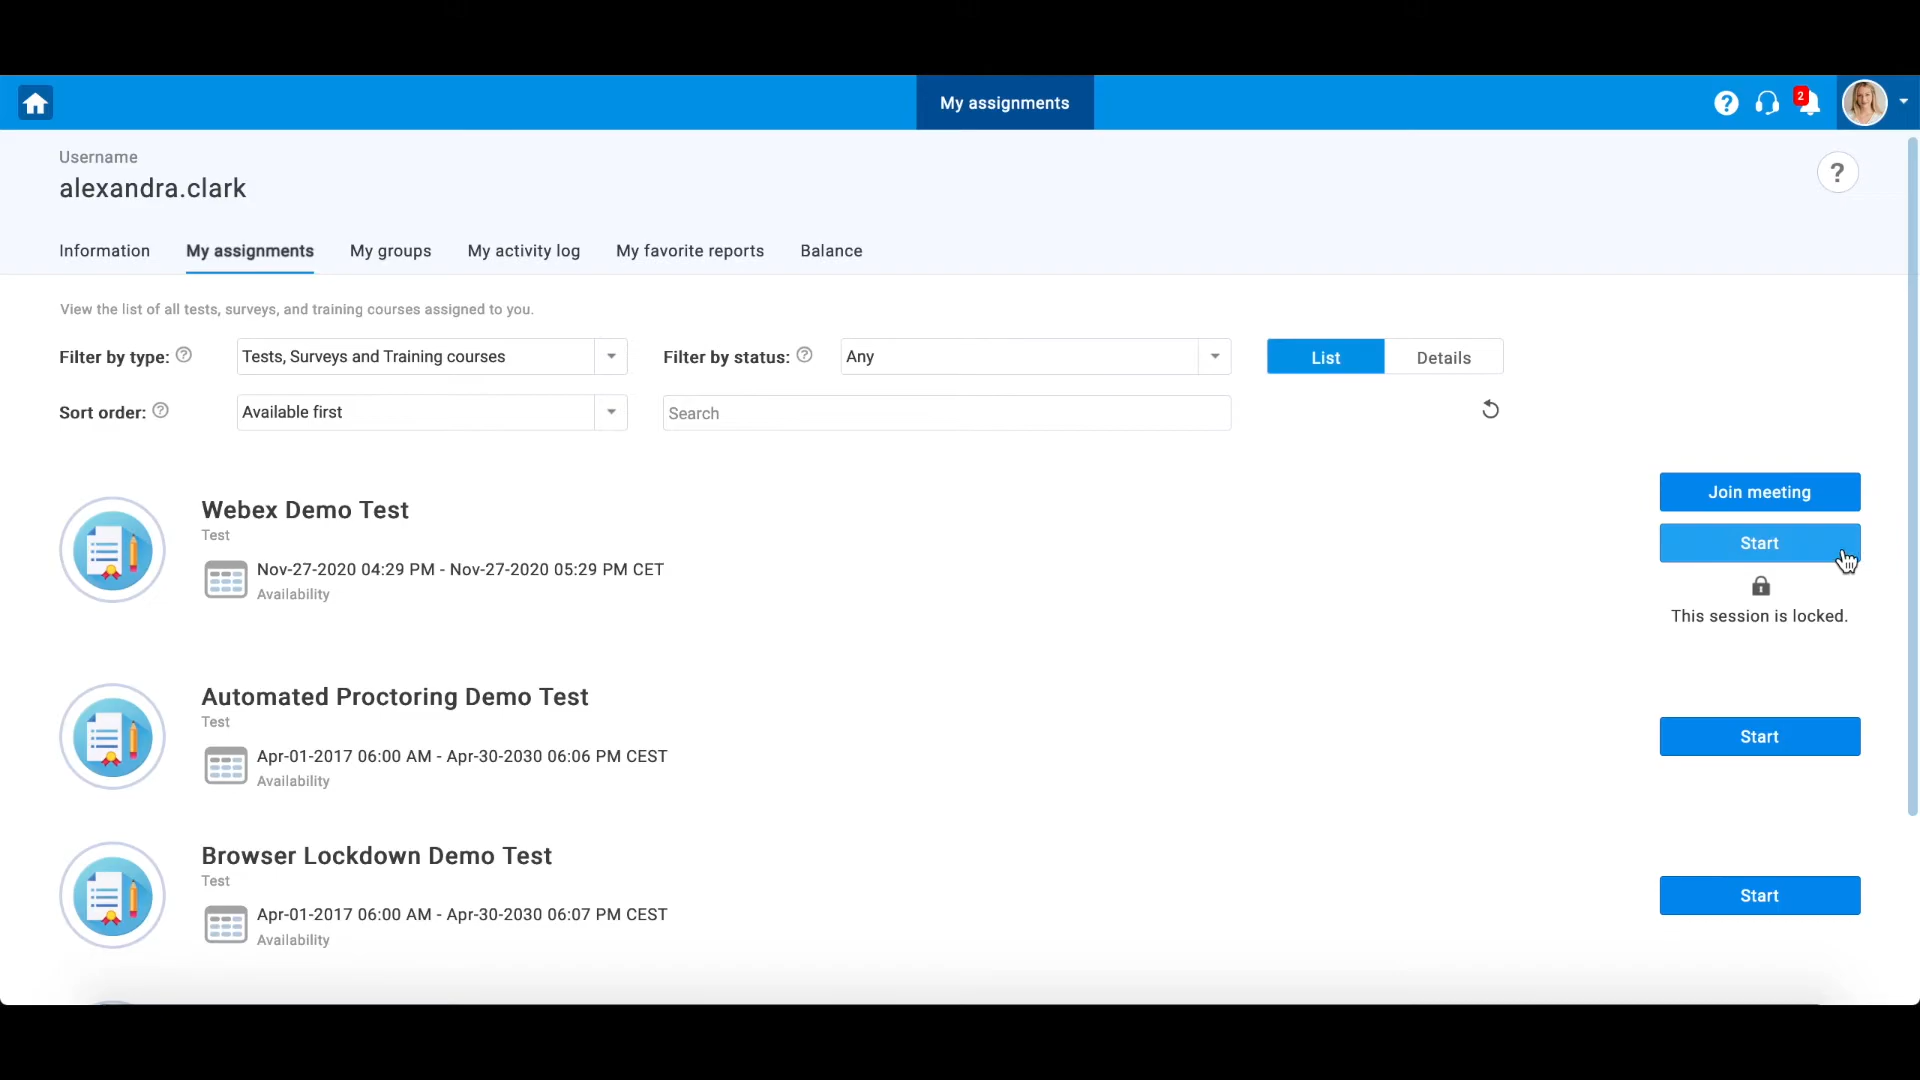 My assignments
?
2
Username
alexandra.clark
?
Information
My assignments
My groups
My activity log
My favorite reports
Balance
View the list of all tests, surveys, and training courses assigned to you.
Filter by type: ?
Tests, Surveys and Training courses
Filter by status: ?
Any
List
Details
Sort order: ?
Available first
Search
Webex Demo Test
Test
Nov-27-2020 04:29 PM - Nov-27-2020 05:29 PM CET
Availability
Join meeting
Start
This session is locked.
Automated Proctoring Demo Test
Test
Apr-01-2017 06:00 AM - Apr-30-2030 06:06 PM CEST
Availability
Start
Browser Lockdown Demo Test
Test
Apr-01-2017 06:00 AM - Apr-30-2030 06:07 PM CEST
Availability
Start